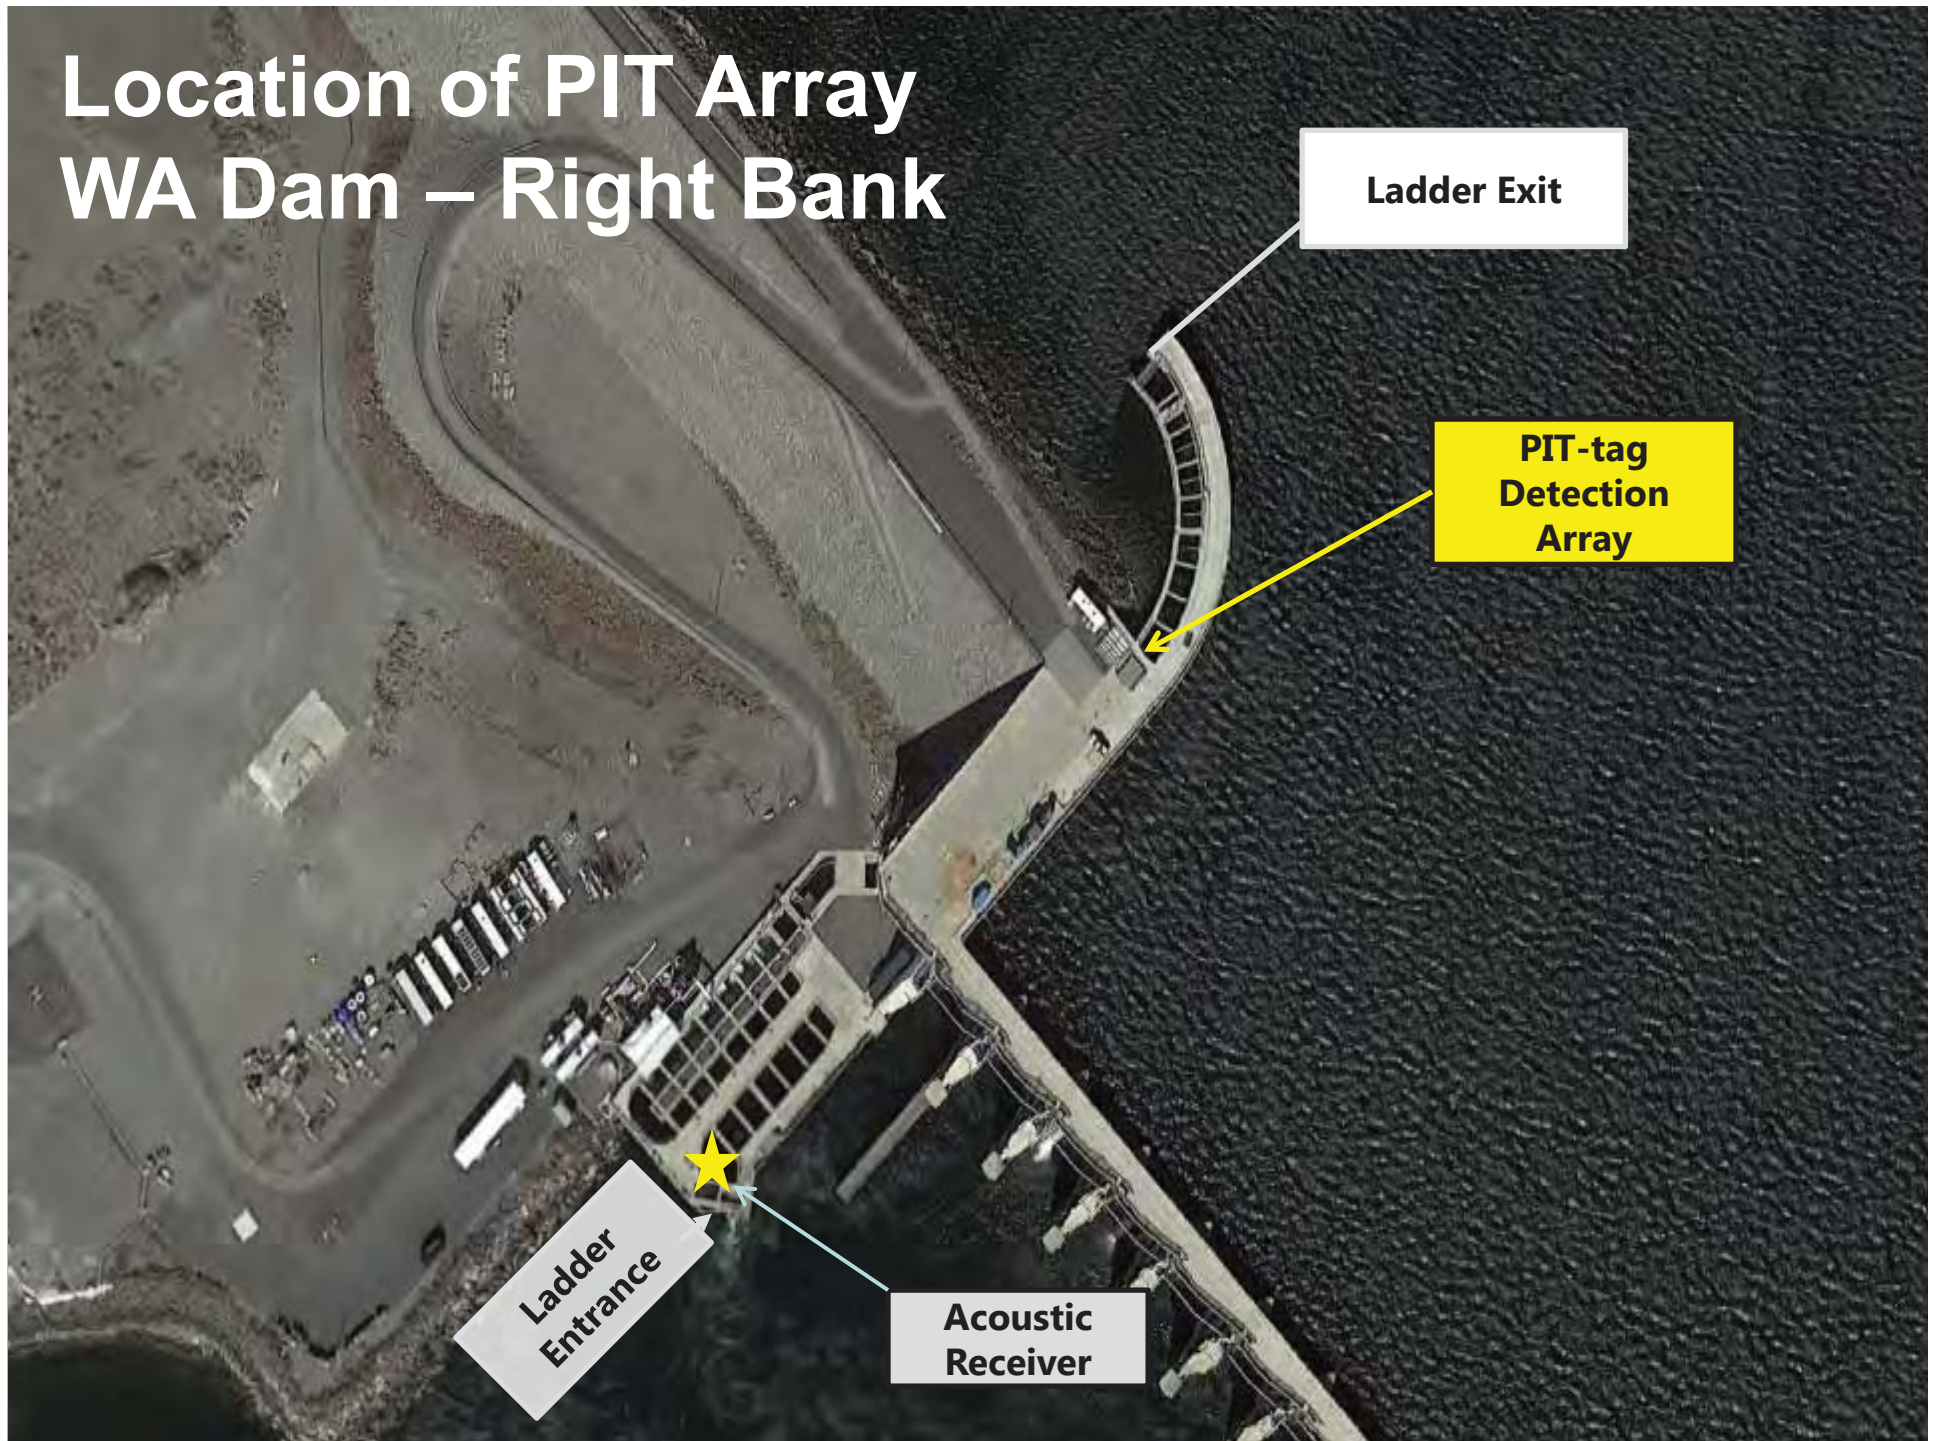 Location of PIT Array
WA Dam – Right Bank
Ladder Exit
PIT-tag
Detection
Array
Ladder
Entrance
Acoustic
Receiver